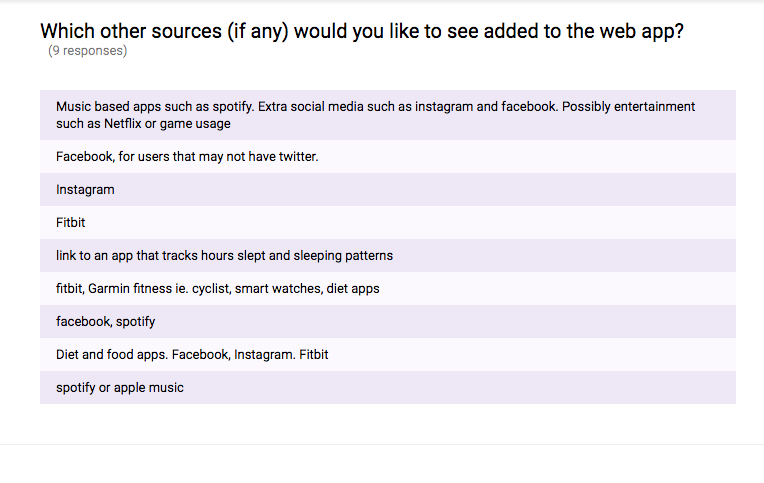 Which other sources (if any) would you like to see added to the web app?
(9 responses)
Music based apps such as spotify. Extra social media such as instagram and facebook. Possibly entertainment
such as Netflix or game usage
Facebook, for users that may not have twitter.
Instagram
Fitbit
link to an app that tracks hours slept and sleeping patterns
fitbit, Garmin fitness ie. cyclist, smart watches, diet apps
facebook, spotify
Diet and food apps. Facebook, Instagram. Fitbit
spotify or apple music